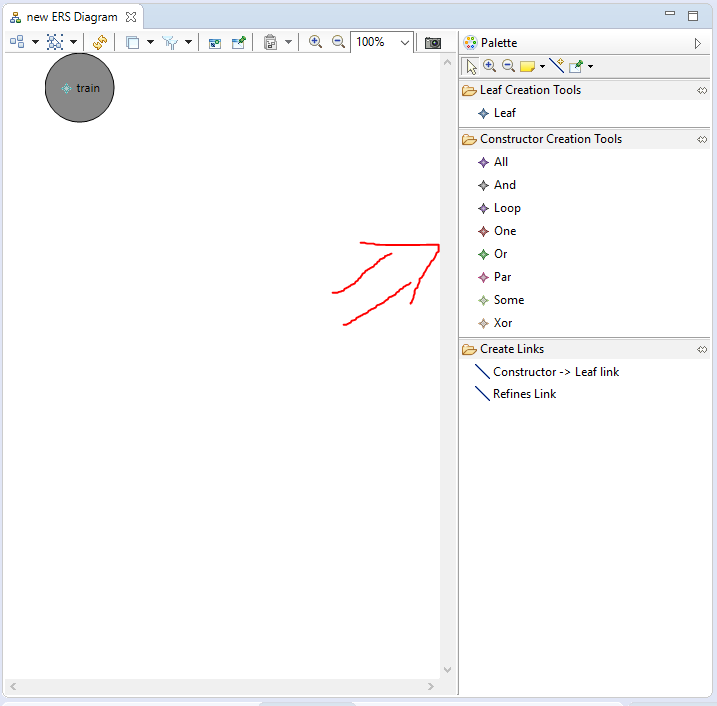 new ERS Diagram
100%
train
Palette
Leaf Creation Tools
Leaf
Constructor Creation Tools
All
And
Loop
One
Or
Par
Some
Xor
Create Links
Constructor -> Leaf link
Refines Link